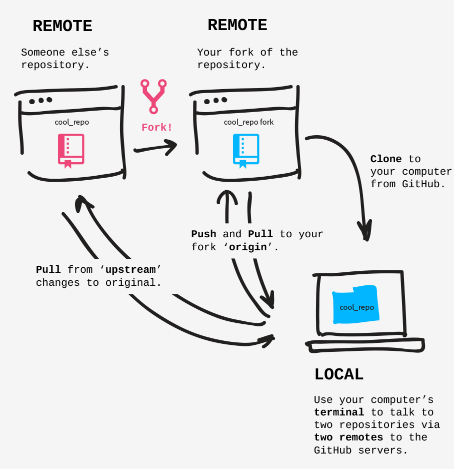 REMOTE
Someone else's
repository.
cool_repo
Fork!
REMOTE
Your fork of the
repository.
cool_repo fork
Clone to
your computer
from GitHub.
Push and Pull to your
fork ‘origin’.
Pull from ‘upstream’
changes to original.
cool_repo
LOCAL
Use your computer’s
terminal to talk to
two repositories via
two remotes to the
GitHub servers.